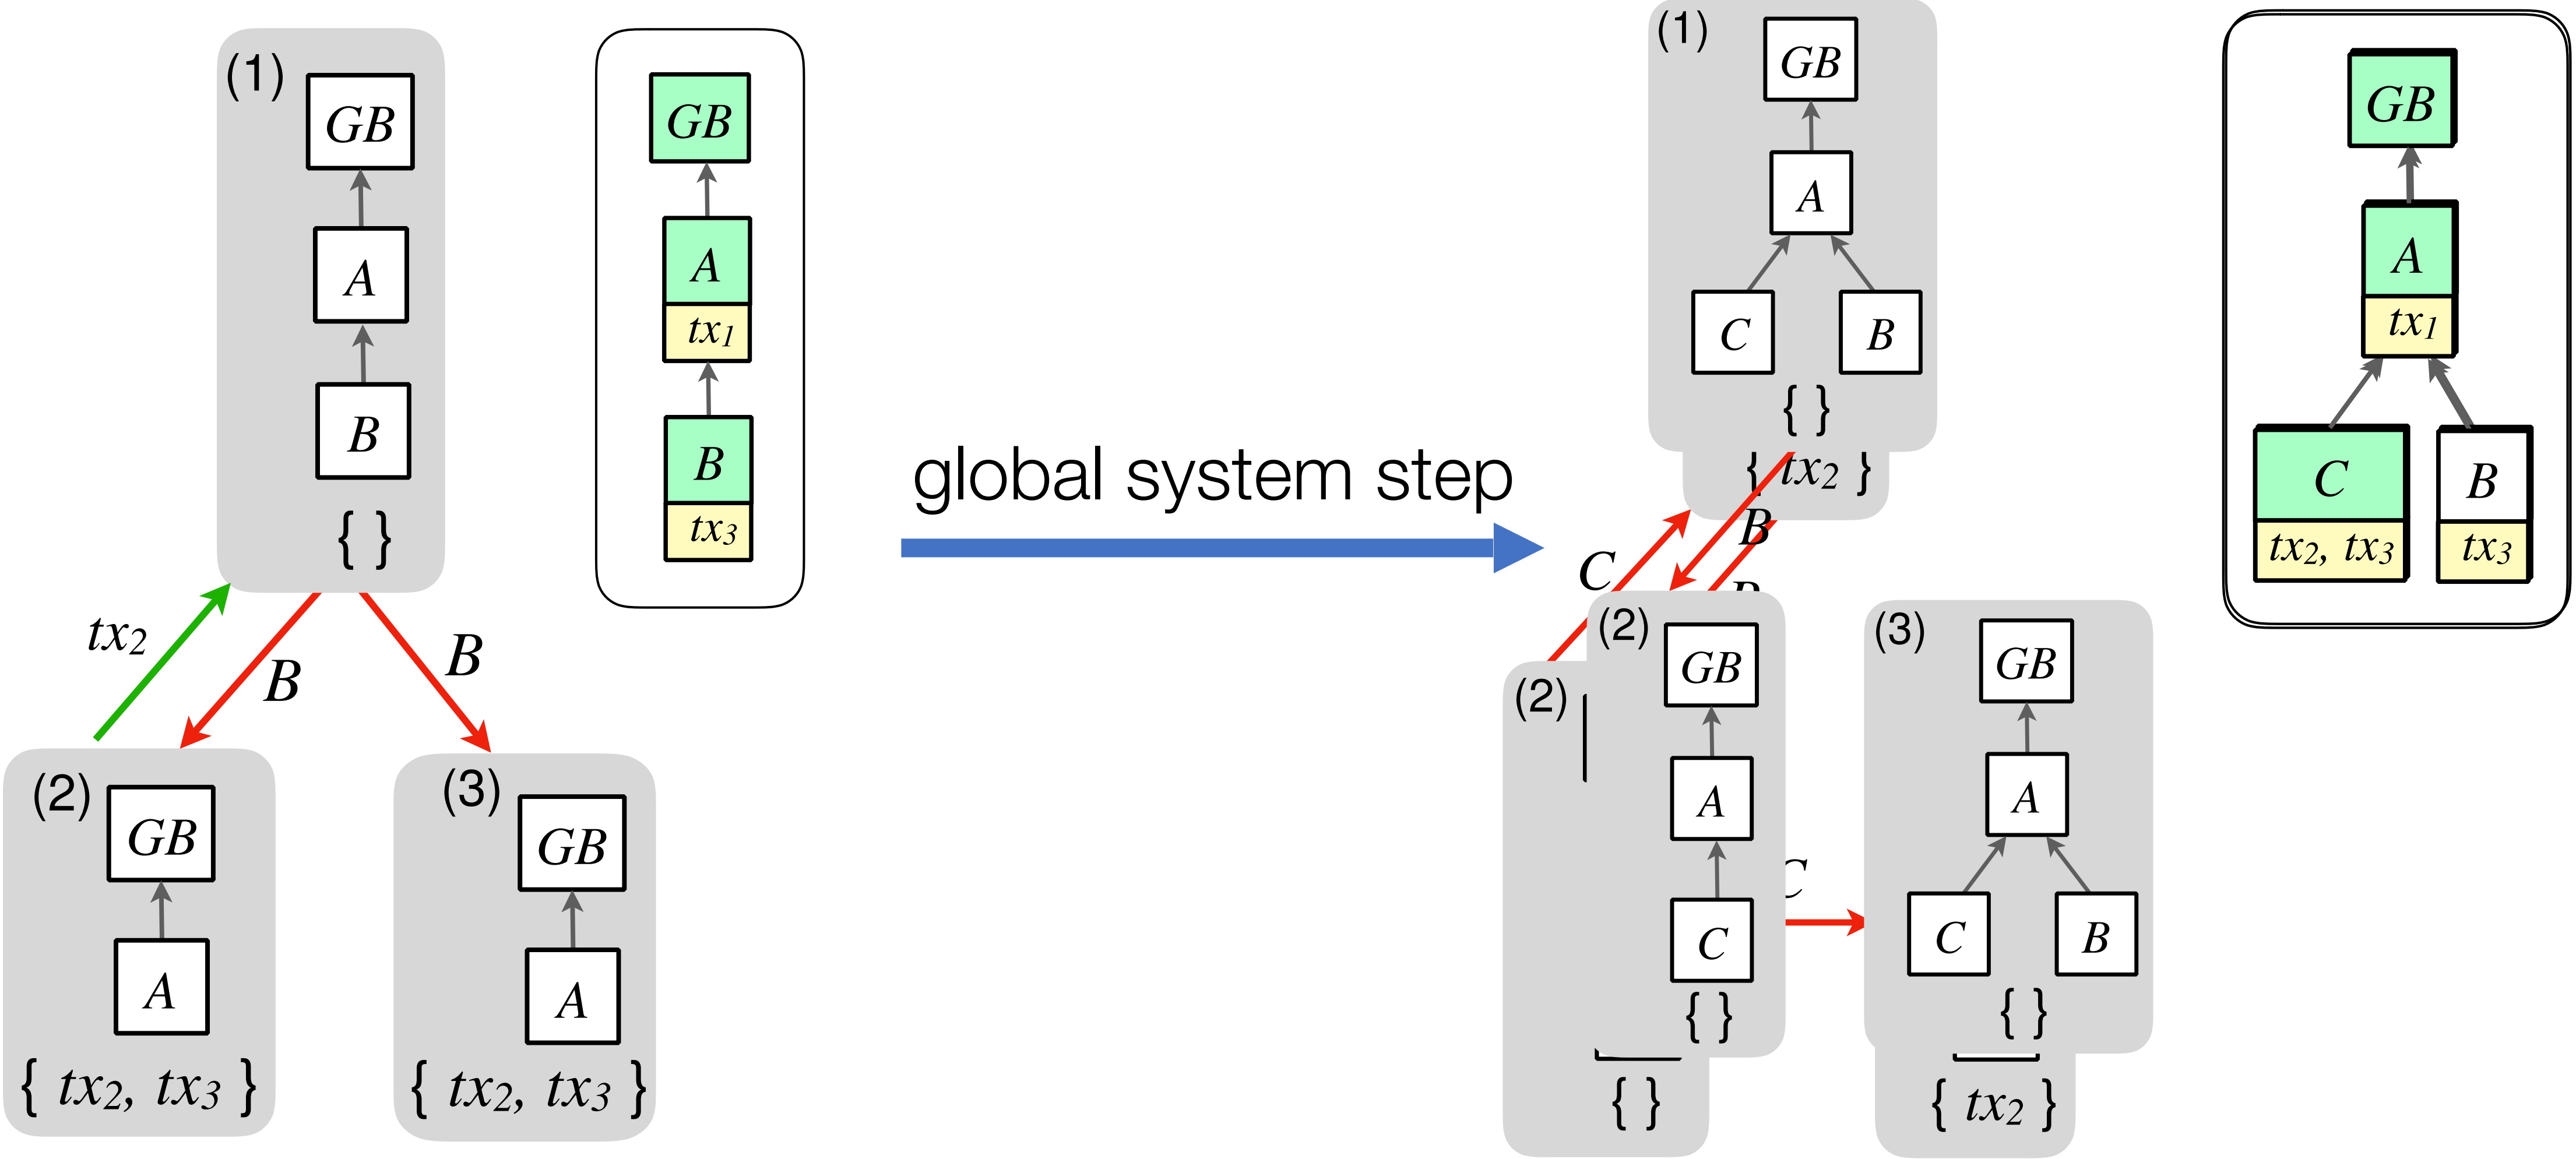 (1)
GB
A
B
{ }
GB
A
tx1
B
tx3
tx2
B
B
(2)
GB
A
{ tx2, tx3 }
(3)
GB
A
{ tx2, tx3 }
global system step
(1)
GB
A
C B
{ }
{ tx2 }
C
B
(2)
(2)
GB
A
C
{ }
{ }
C
(3)
GB
A
C B
{ }
{ tx2 }
GB
A
tx1
C B
tx2, tx3 tx3